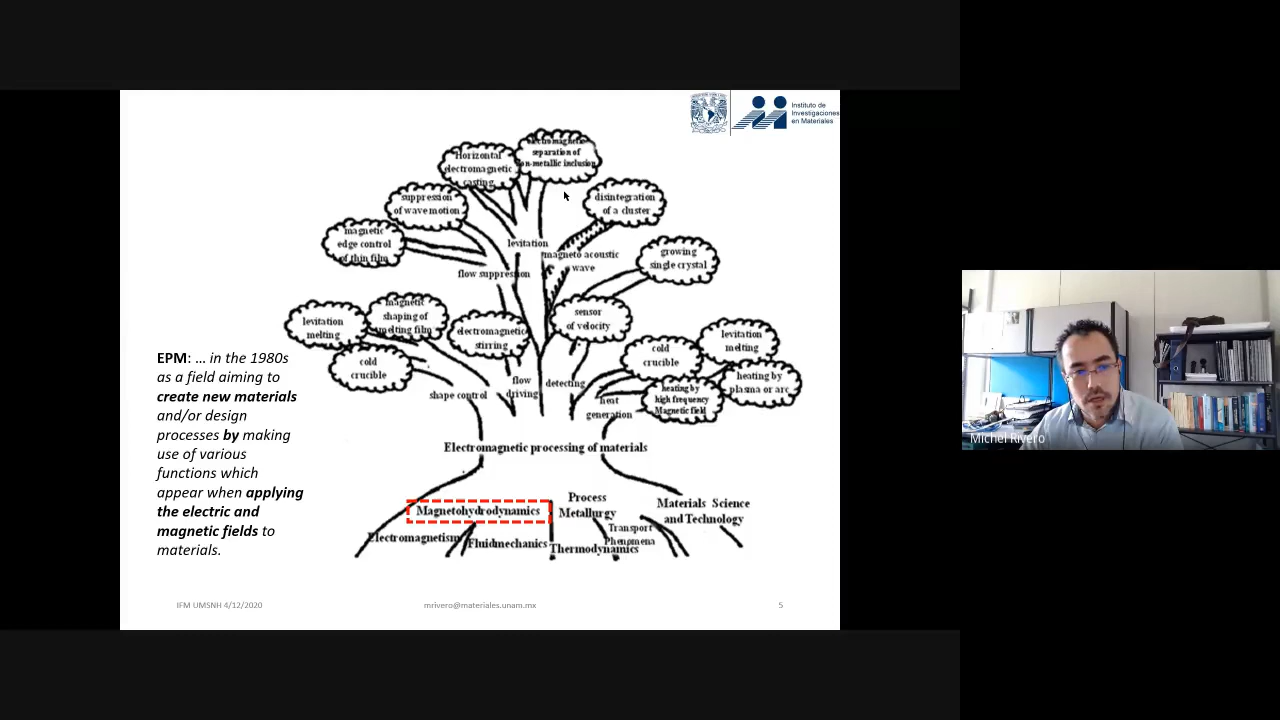 Instituto de
Investigaciones
en Materiales
electromagnetic
separation of
non-metallic inclusion
Horizontal
electromagnetic
casting
suppression
of wave motion
disintegration
of a cluster
magnetic
edge control
of thin film
levitation
magneto acoustic
wave
growing
single crystal
flow suppression
levitation
melting
magnetic
shaping of
melting film
electromagnetic
stirring
sensor
of velocity
cold
crucible
levitation
melting
cold
crucible
heating by
plasma or arc
shape control
flow
driving
detecting
heat
generation
heating by
high frequency
Magnetic field
EPM: … in the 1980s
as a field aiming to
create new materials
and/or design
processes by making
use of various
functions which
appear when applying
the electric and
magnetic fields to
materials.
Electromagnetic processing of materials
Magnetohydrodynamics
Process
Metallurgy
Materials Science
and Technology
Electromagnetism
Fluidmechanics
Thermodynamics
Transport
Phenomena
IFM UMSNH 4/12/2020
mrivero@materiales.unam.mx
5
Michel Rivero